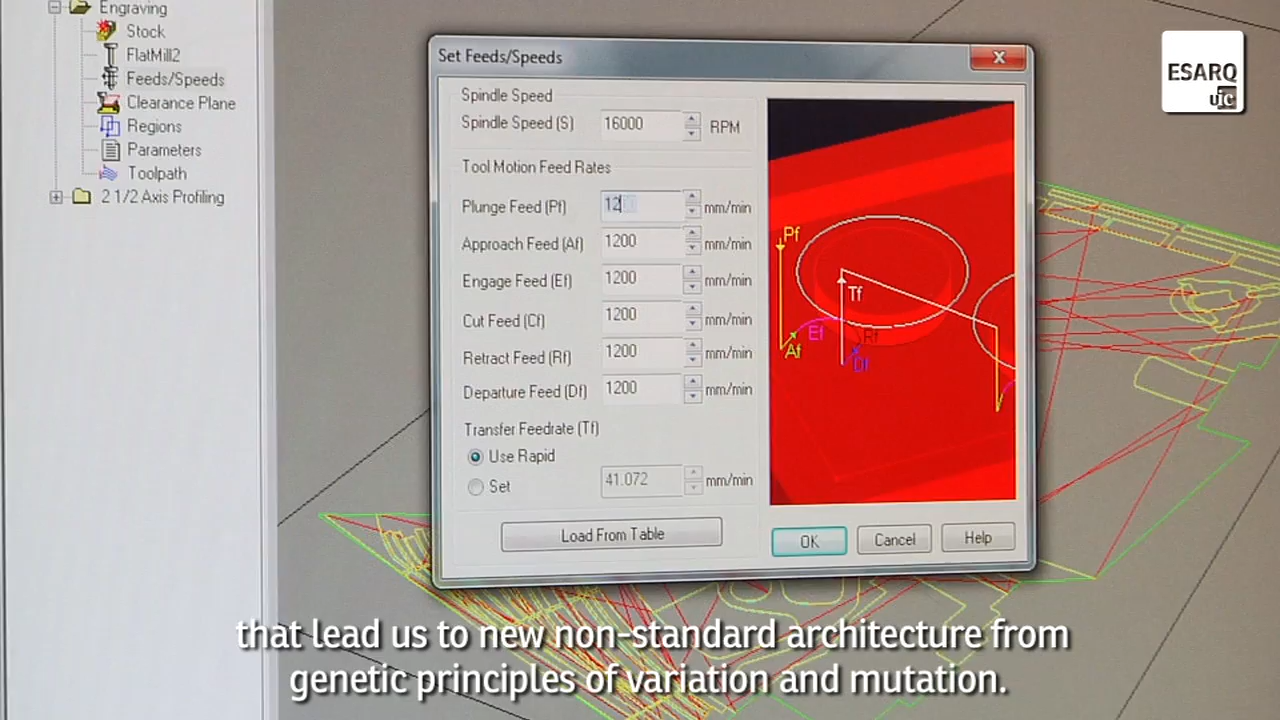 Engraving
Stock
FlatMill2
Feeds/Speeds
Clearance Plane
Regions
Parameters
Toolpath
2 1/2 Axis Profiling
Set Feeds/Speeds
Spindle Speed
Spindle Speed (S) 16000 RPM
Tool Motion Feed Rates
Plunge Feed (Pf) 12 mm/min
Approach Feed (Af) 1200 mm/min
Engage Feed (Ef) 1200 mm/min
Cut Feed (Cf) 1200 mm/min
Retract Feed (Rf) 1200 mm/min
Departure Feed (Df) 1200 mm/min
Transfer Feedrate (Tf)
Use Rapid
Set 41.072 mm/min
Load From Table
Pf
Tf
Ef
Rf
Af
Df
OK Cancel Help
ESARQ
uic
that lead us to new non-standard architecture from
genetic principles of variation and mutation.